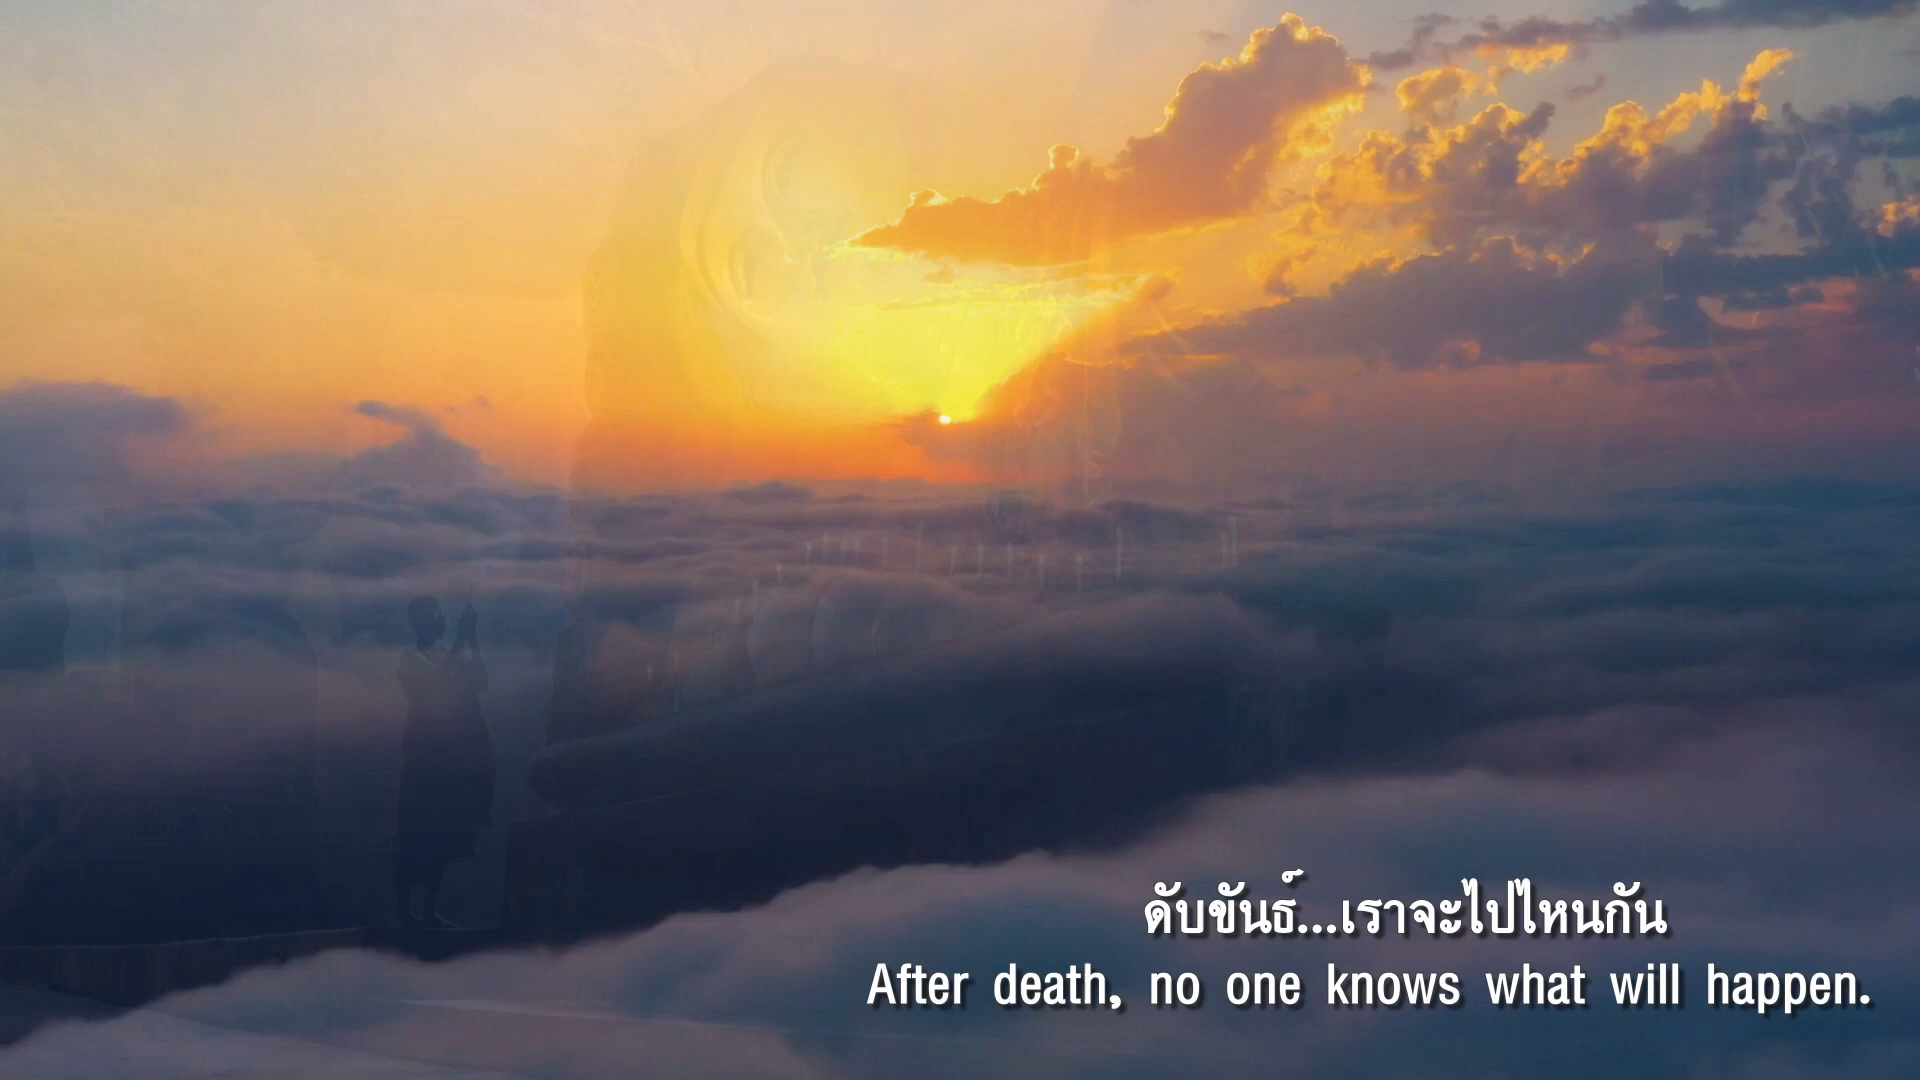 ดับขันธ์...เราจะไปไหนกัน
After death, no one knows what will happen.